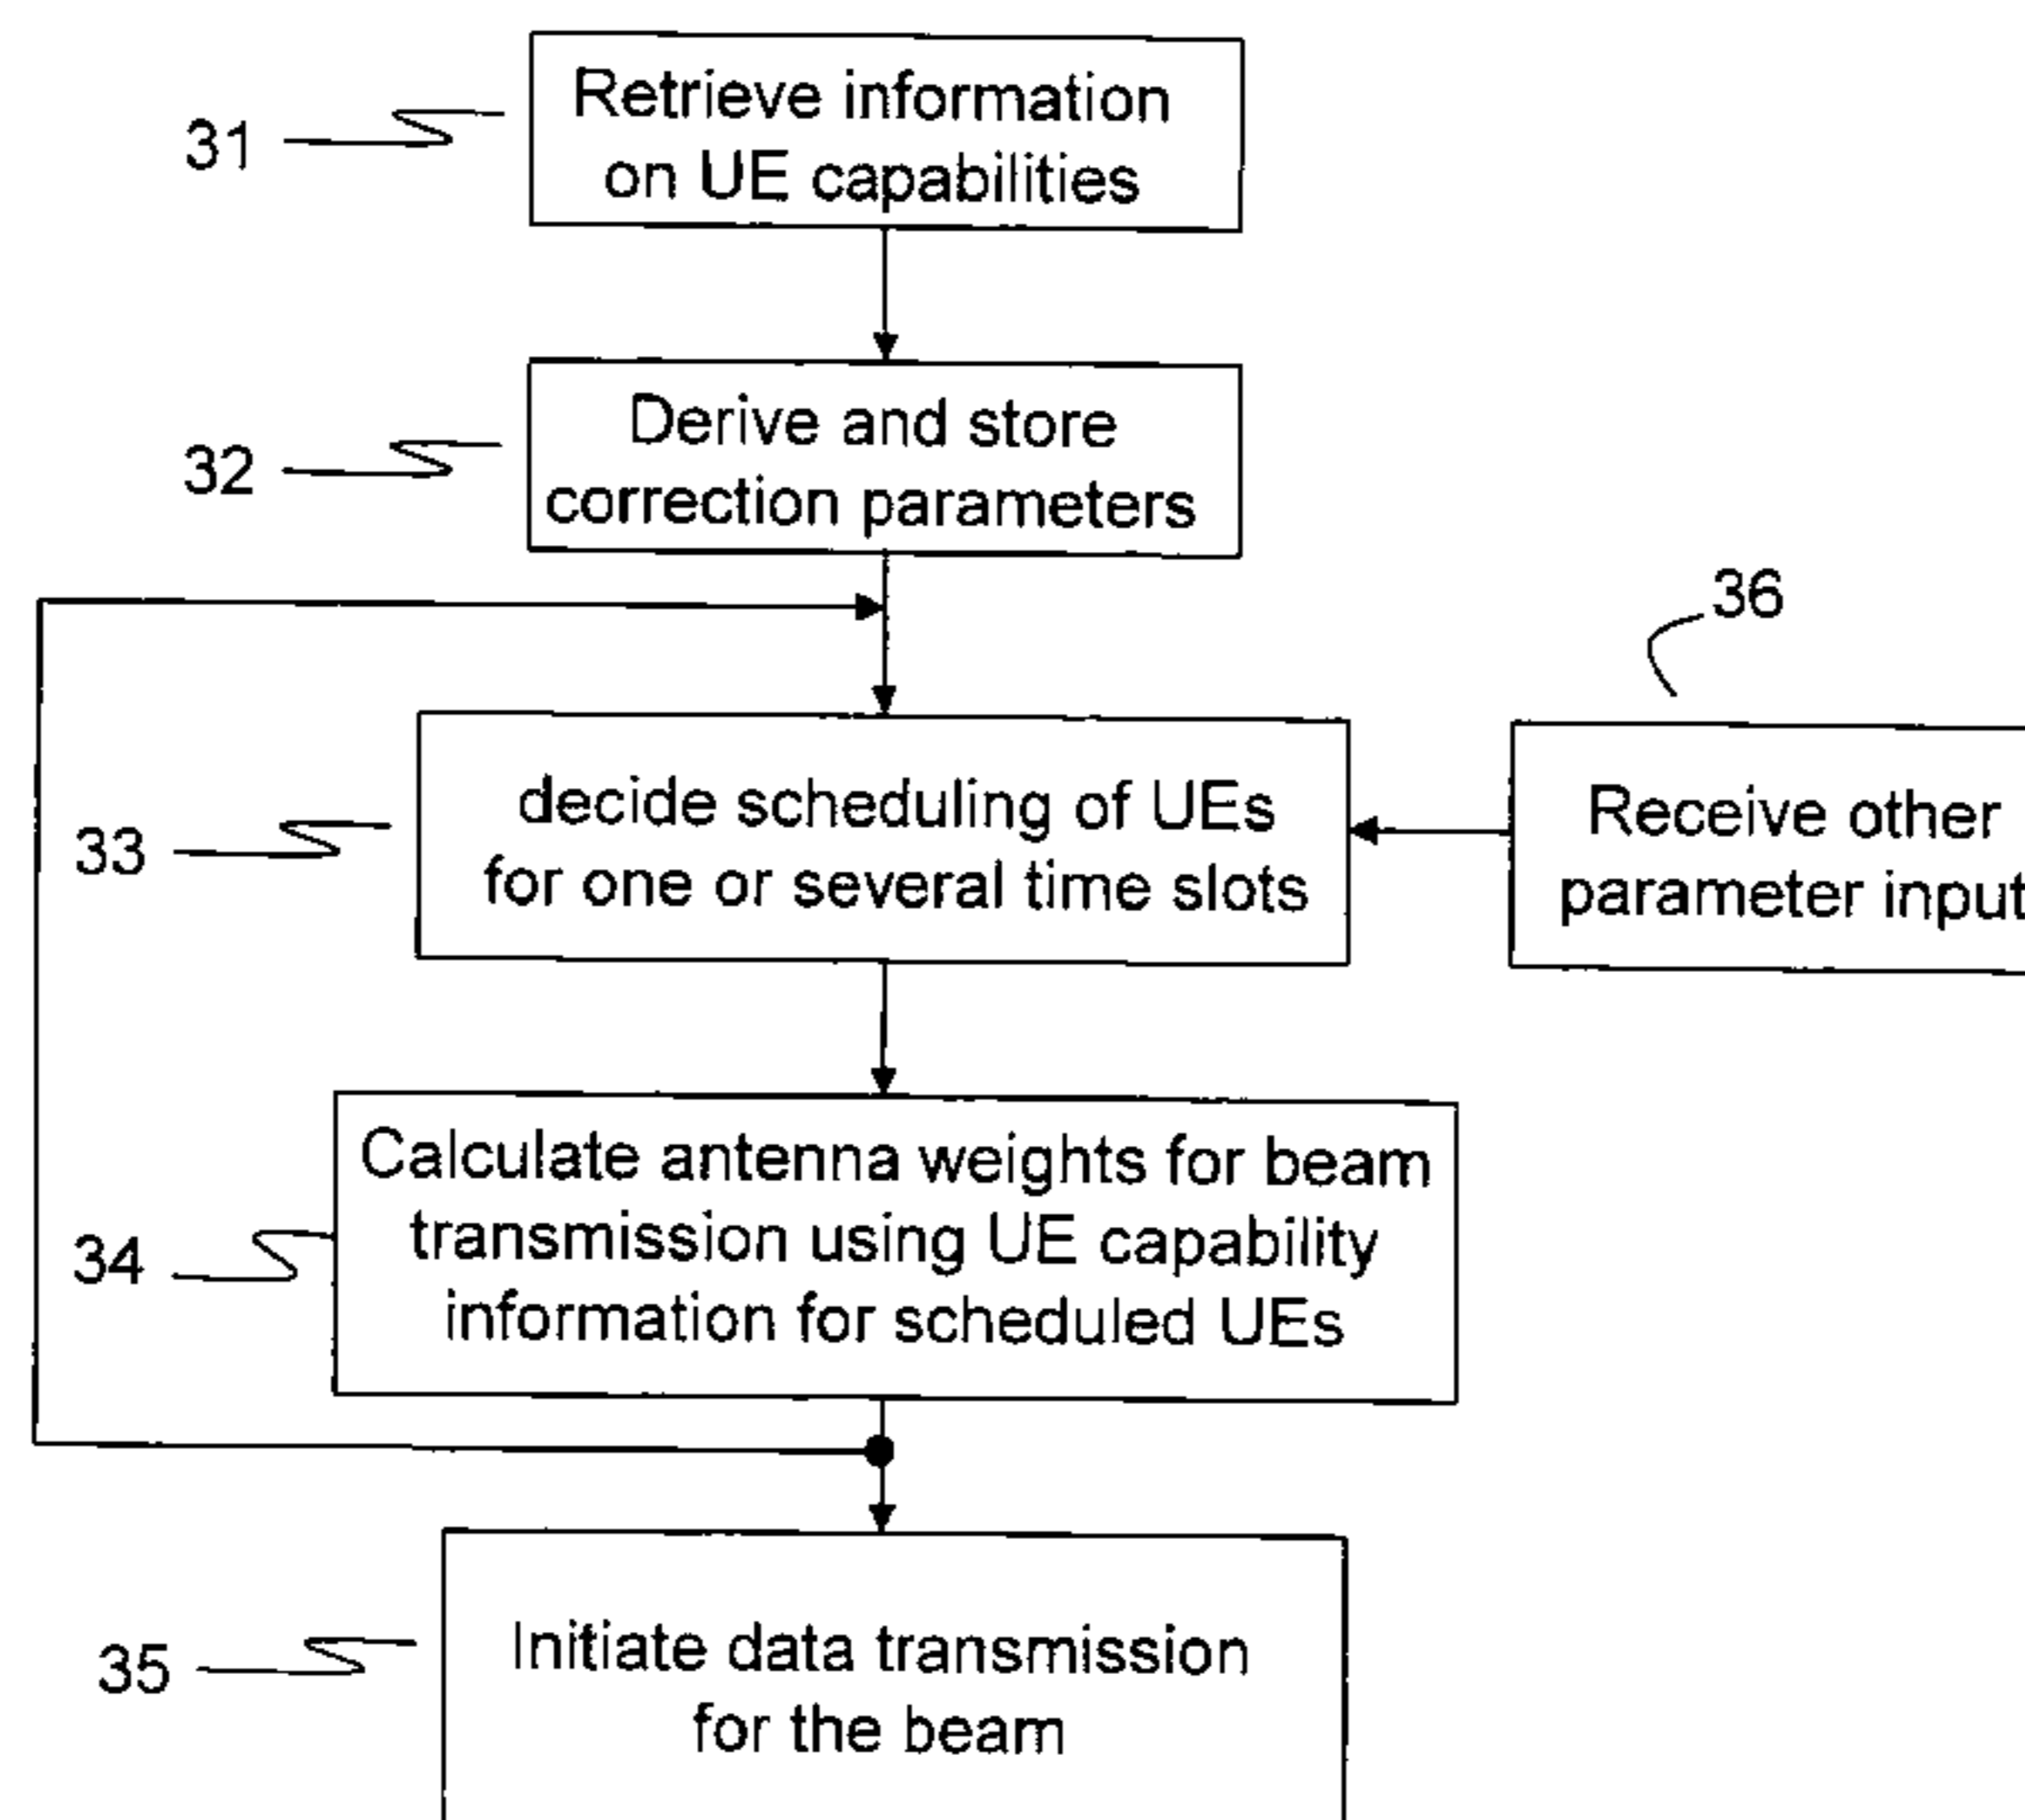 31
Retrieve information
on UE capabilities
32
Derive and store
correction parameters
36
33
decide scheduling of UEs
for one or several time slots
Receive other
parameter input
34
Calculate antenna weights for beam
transmission using UE capability
information for scheduled UEs
35
Initiate data transmission
for the beam